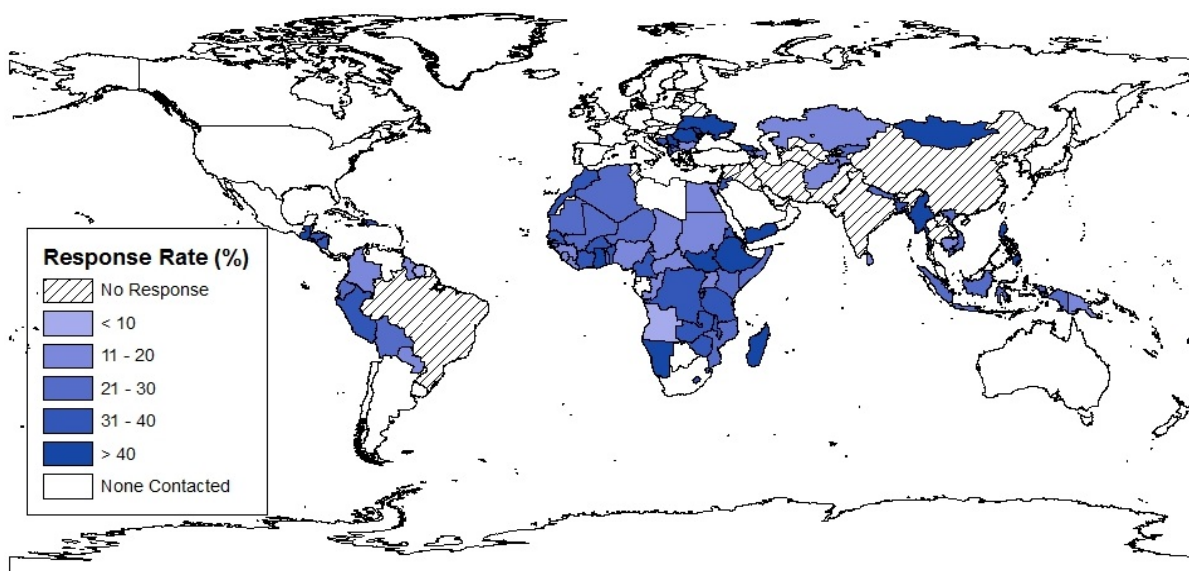 Response Rate (%)
No Response
< 10
11 - 20
21 - 30
31 - 40
> 40
None Contacted